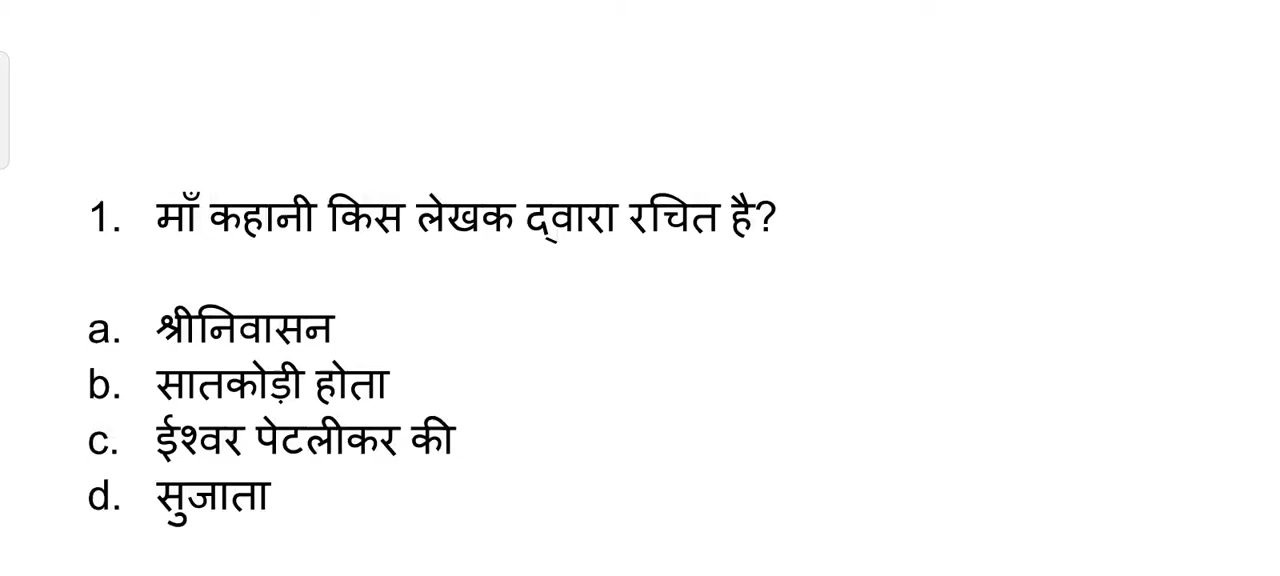 1. माँ कहानी किस लेखक द्वारा रचित है?
a. श्रीनिवासन
b. सातकोड़ी होता
c. ईश्वर पेटलीकर की
d. सुजाता